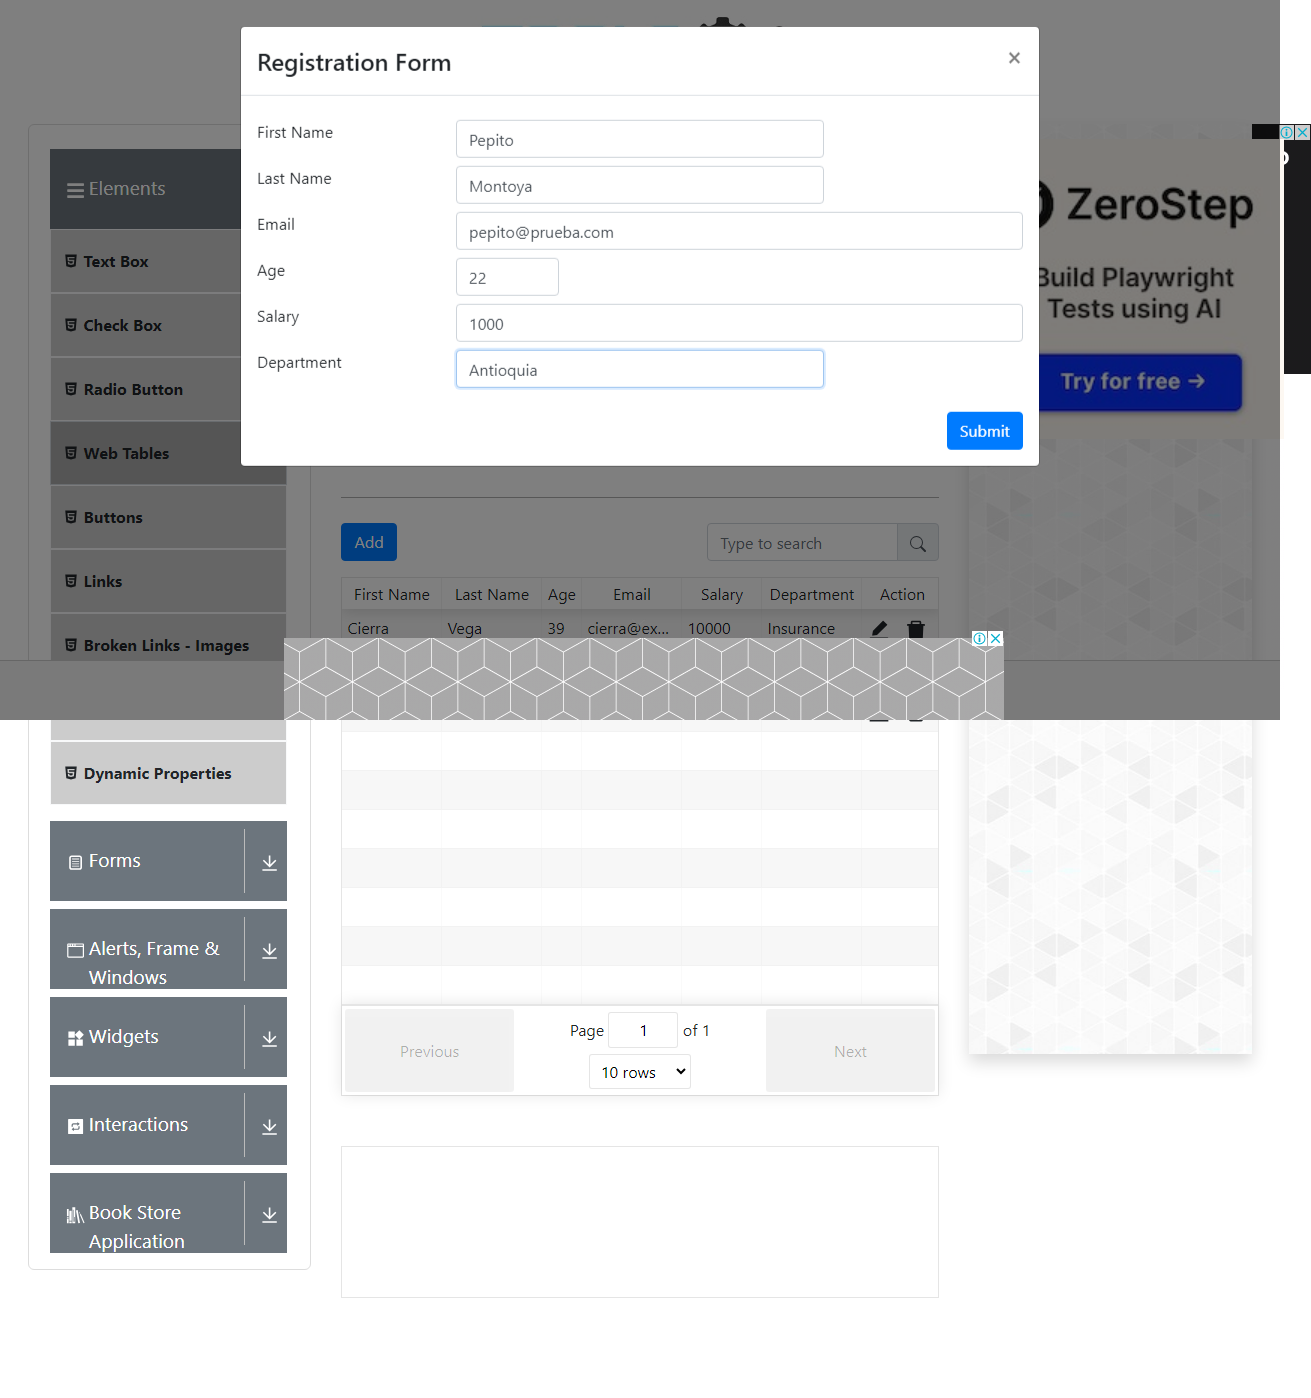 Registration Form
×
First Name
Pepito
Last Name
Montoya
Email
pepito@prueba.com
Age
22
Salary
1000
Department
Antioquia
Submit
Elements
Text Box
Check Box
Radio Button
Web Tables
Buttons
Links
Broken Links - Images
Dynamic Properties
Forms
Alerts, Frame &
Windows
Widgets
Interactions
Book Store
Application
Add
Type to search
First Name Last Name Age Email Salary Department Action
Cierra Vega 39 cierra@ex... 10000 Insurance
Previous
Page 1 of 1
10 rows
Next
ZeroStep
Build Playwright
Tests using AI
Try for free →